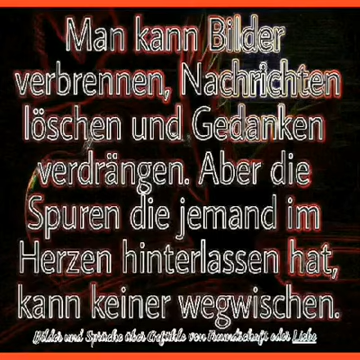 Man kann Bilder
verbrennen, Nachrichten
löschen und Gedanken
verdrängen. Aber die
Spuren die jemand im
Herzen hinterlassen hat,
kann keiner wegwischen.
Bilder und Sprüche über Gefühle von Freundschaft oder Liebe